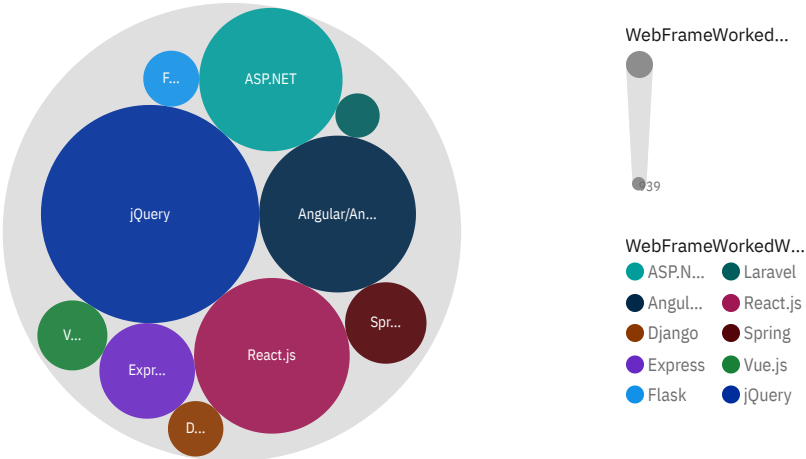 F...
ASP.NET
jQuery
Angular/An...
V...
Expr...
React.js
Spr...
D...
WebFrameWorked...
939
WebFrameWorkedW...
ASP.N...
Laravel
Angul...
React.js
Django
Spring
Express
Vue.js
Flask
jQuery